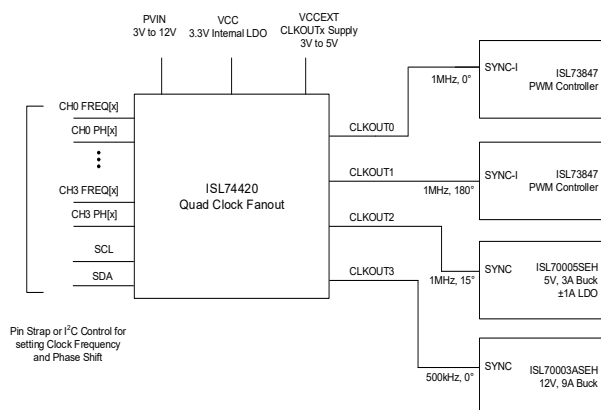 PVIN
3V to 12V
VCC
3.3V Internal LDO
VCCEXT
CLKOUTx Supply
3V to 5V
CH0 FREQ[x]
CH0 PH[x]
CH3 FREQ[x]
CH3 PH[x]
SCL
SDA
Pin Strap or I²C Control for
setting Clock Frequency
and Phase Shift
ISL74420
Quad Clock Fanout
CLKOUT0
CLKOUT1
CLKOUT2
CLKOUT3
1MHz, 0°
1MHz, 180°
1MHz, 15°
500kHz, 0°
SYNC-I
ISL73847
PWM Controller
SYNC-I
ISL73847
PWM Controller
SYNC
ISL70005SEH
5V, 3A Buck
±1A LDO
SYNC
ISL70003ASEH
12V, 9A Buck